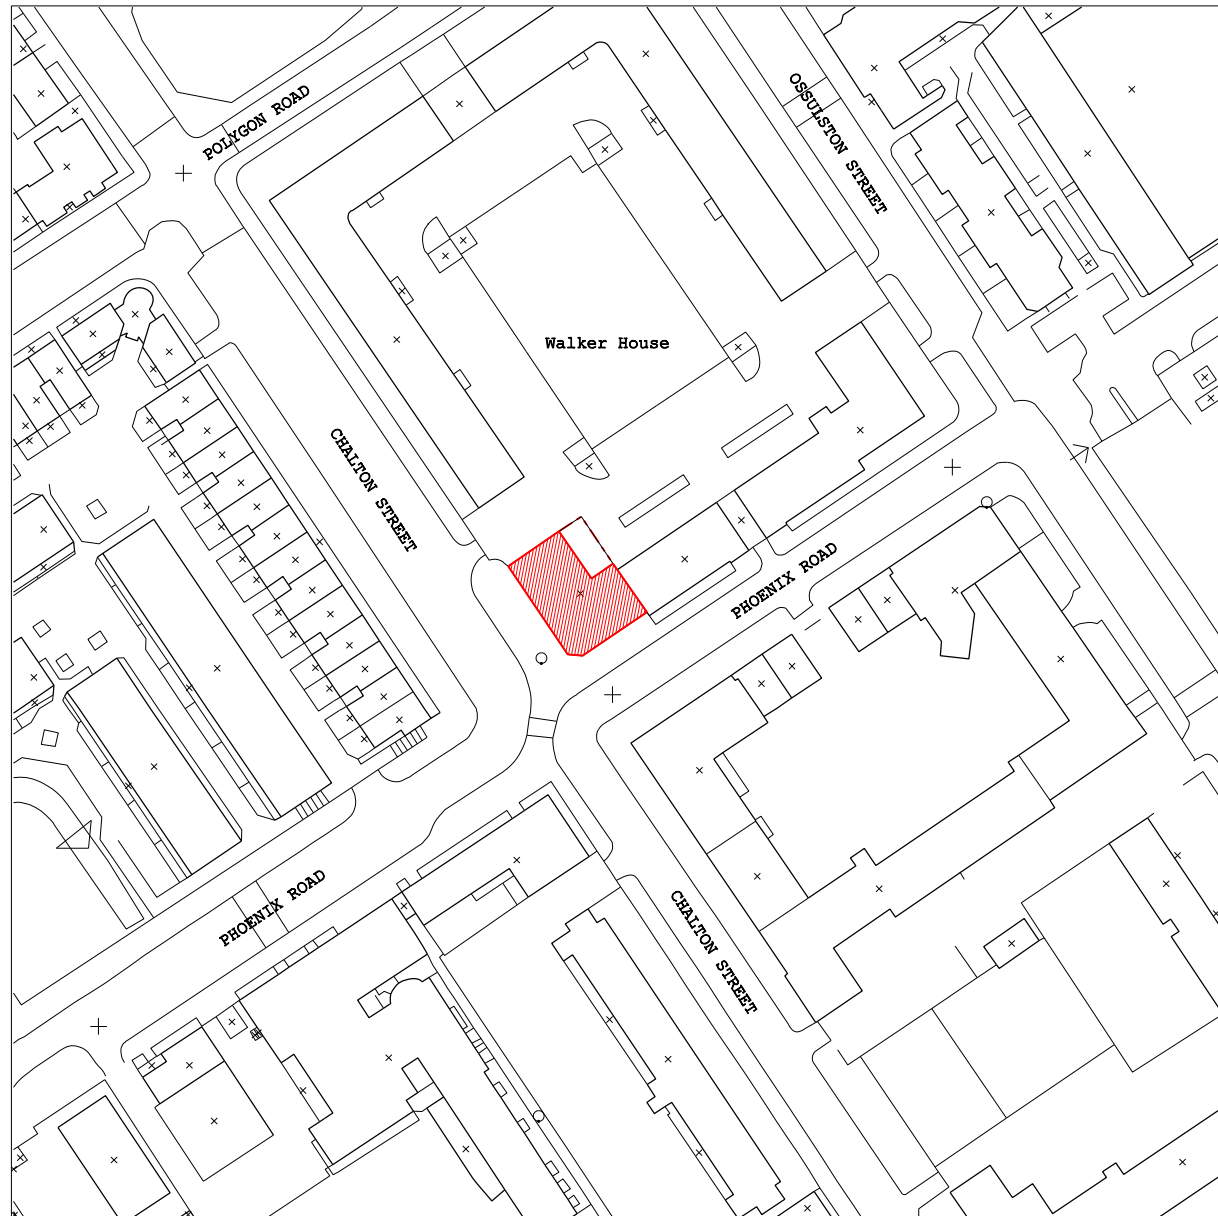 POLYGON ROAD
OSSULSTON STREET
Walker House
CHALTON STREET
PHOENIX ROAD
PHOENIX ROAD
CHALTON STREET